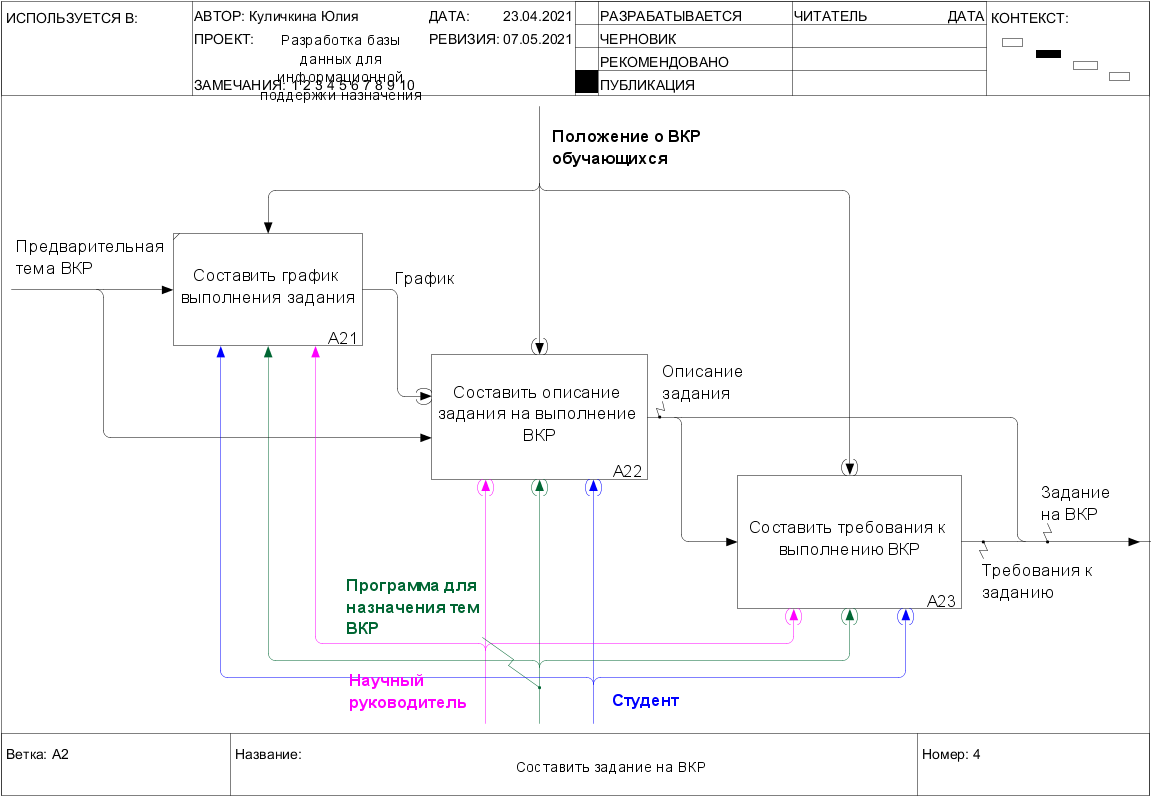 ИСПОЛЬЗУЕТСЯ В:
АВТОР: Куличкина Юлия
ДАТА: 23.04.2021
ПРОЕКТ: Разработка базы
данных для
информационной
поддержки назначения
РЕВИЗИЯ: 07.05.2021
ЗАМЕЧАНИЯ: 1 2 3 4 5 6 7 8 9 10
РАЗРАБАТЫВАЕТСЯ
ЧЕРНОВИК
РЕКОМЕНДОВАНО
ПУБЛИКАЦИЯ
ЧИТАТЕЛЬ ДАТА
КОНТЕКСТ:
Положение о ВКР
обучающихся
Предварительная
тема ВКР
Составить график
выполнения задания
A21
График
Составить описание
задания на выполнение
ВКР
A22
Описание
задания
Составить требования к
выполнению ВКР
A23
Задание
на ВКР
Требования к
заданию
Программа для
назначения тем
ВКР
Научный
руководитель
Студент
Ветка: A2
Название:
Составить задание на ВКР
Номер: 4